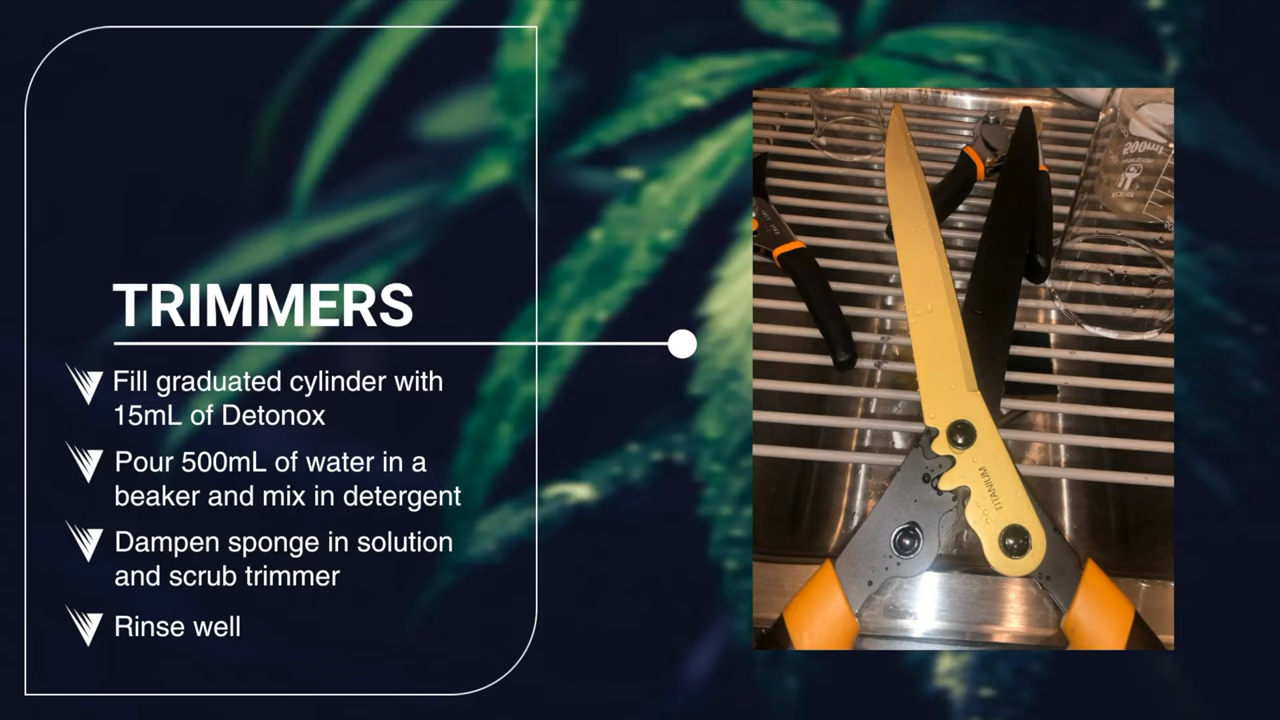 TRIMMERS
Fill graduated cylinder with
15mL of Detonox
Pour 500mL of water in a
beaker and mix in detergent
Dampen sponge in solution
and scrub trimmer
Rinse well
TITANIUM
500mL